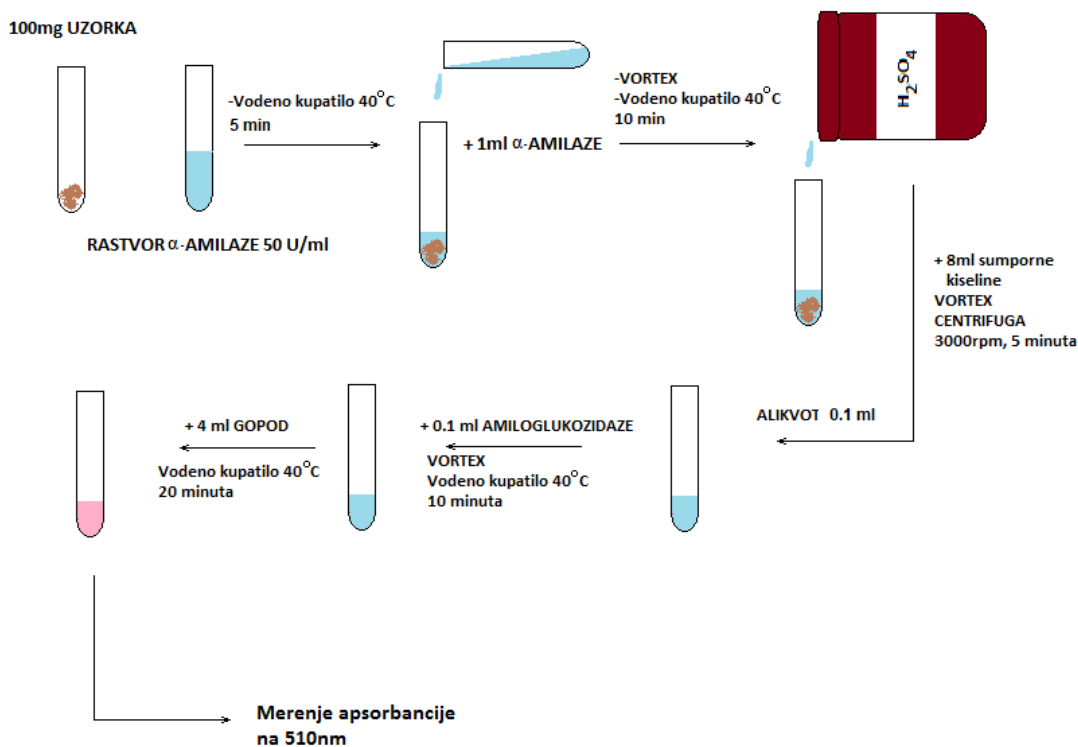 100mg UZORKA
-Vodeno kupatilo 40°C
5 min
RASTVOR α-AMILAZE 50 U/ml
+ 1ml α-AMILAZE
-VORTEX
-Vodeno kupatilo 40°C
10 min
H₂SO₄
+ 8ml sumporne
kiseline
VORTEX
CENTRIFUGA
3000rpm, 5 minuta
ALIKVOT 0.1 ml
+ 0.1 ml AMILOGLUKOZIDAZE
VORTEX
Vodeno kupatilo 40°C
10 minuta
+ 4 ml GOPOD
Vodeno kupatilo 40°C
20 minuta
Merenje apsorbancije
na 510nm